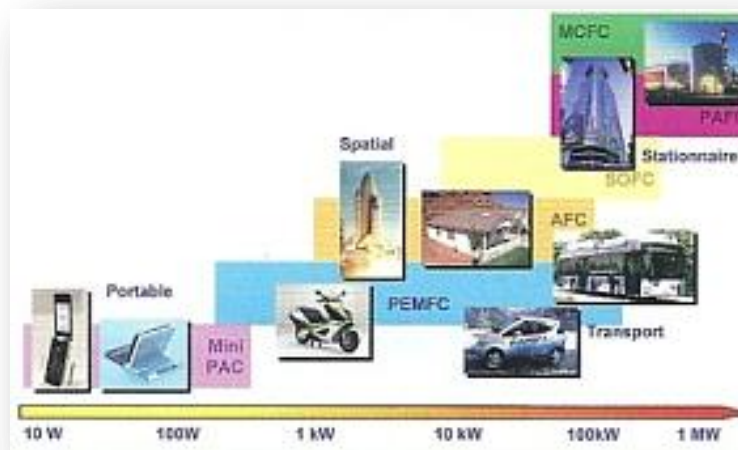 MCFC
Spatial
Stationnaire
SOFC
AFC
Portable
PEMFC
Transport
Mini
PAC
10 W 100W 1 kW 10 kW 100kW 1 MW